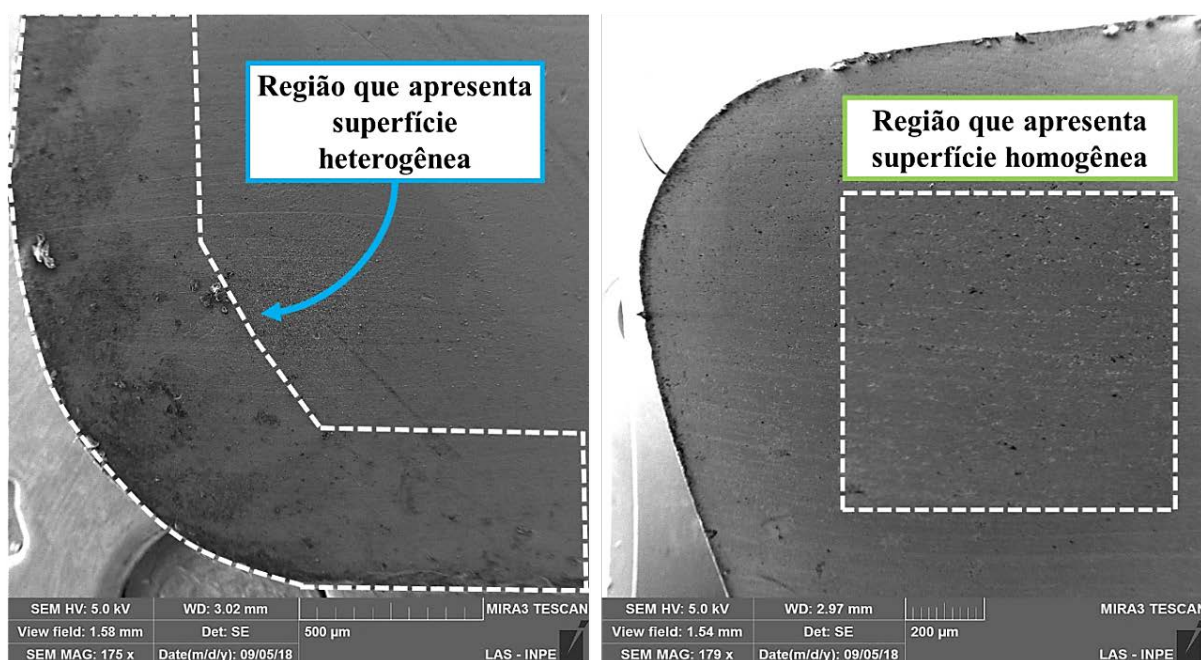 Região que apresenta
superfície
heterogênea
SEM HV: 5.0 kV
WD: 3.02 mm
MIRA3 TESCAN
View field: 1.58 mm
Det: SE
500 µm
SEM MAG: 175 x
Date(m/d/y): 09/05/18
LAS - INPE
Região que apresenta
superfície homogênea
SEM HV: 5.0 kV
WD: 2.97 mm
MIRA3 TESCAN
View field: 1.54 mm
Det: SE
200 µm
SEM MAG: 179 x
Date(m/d/y): 09/05/18
LAS - INPE